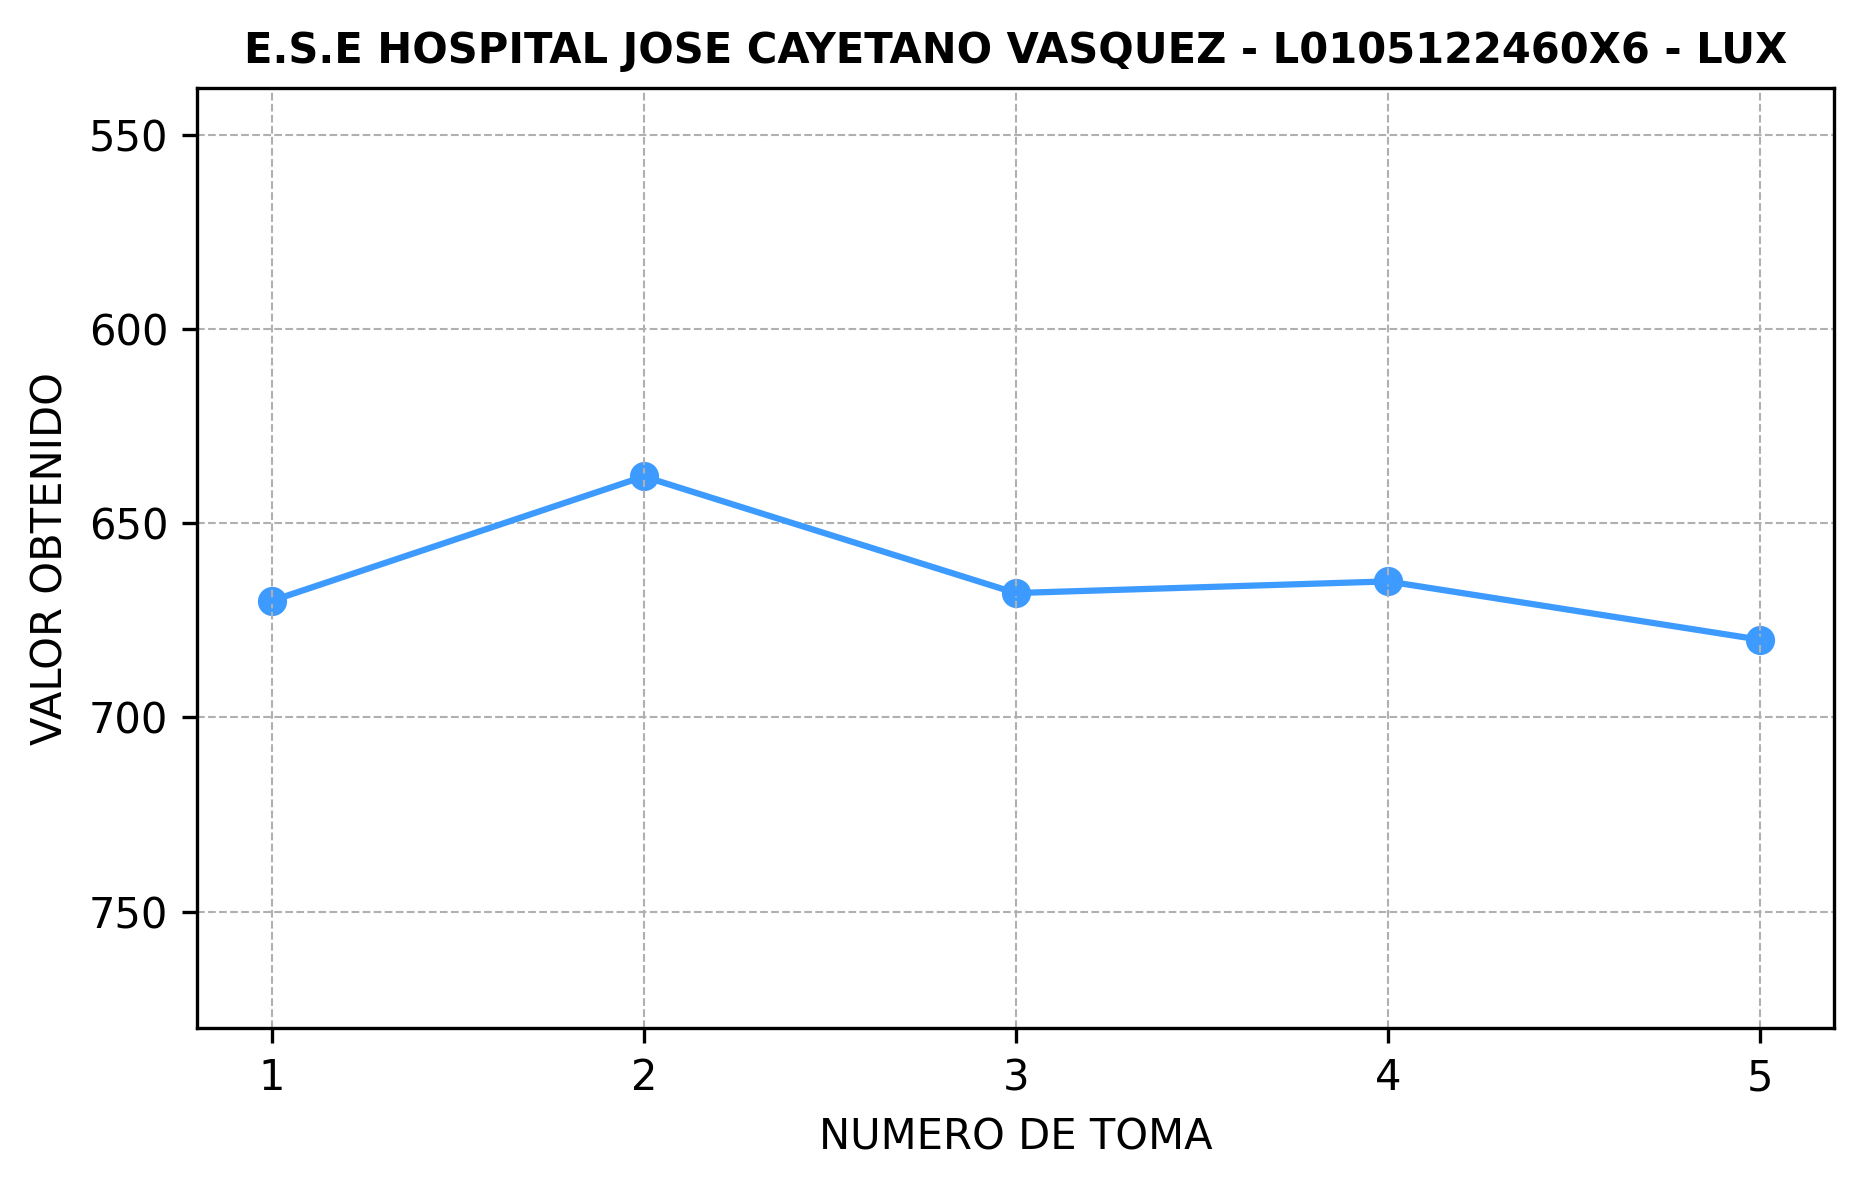 E.S.E HOSPITAL JOSE CAYETANO VASQUEZ - L0105122460X6 - LUX
550
600
650
700
750
VALOR OBTENIDO
1 2 3 4 5
NUMERO DE TOMA